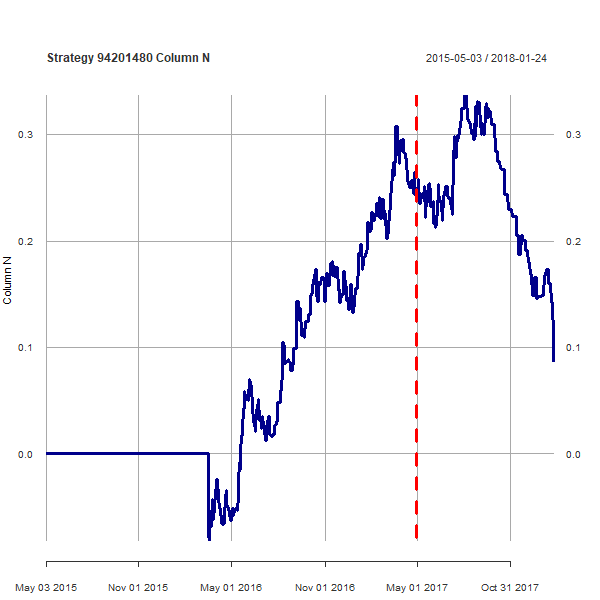 Strategy 94201480 Column N
2015-05-03 / 2018-01-24
Column N
0.3
0.3
0.2
0.2
0.1
0.1
0.0
0.0
May 03 2015
Nov 01 2015
May 01 2016
Nov 01 2016
May 01 2017
Oct 31 2017